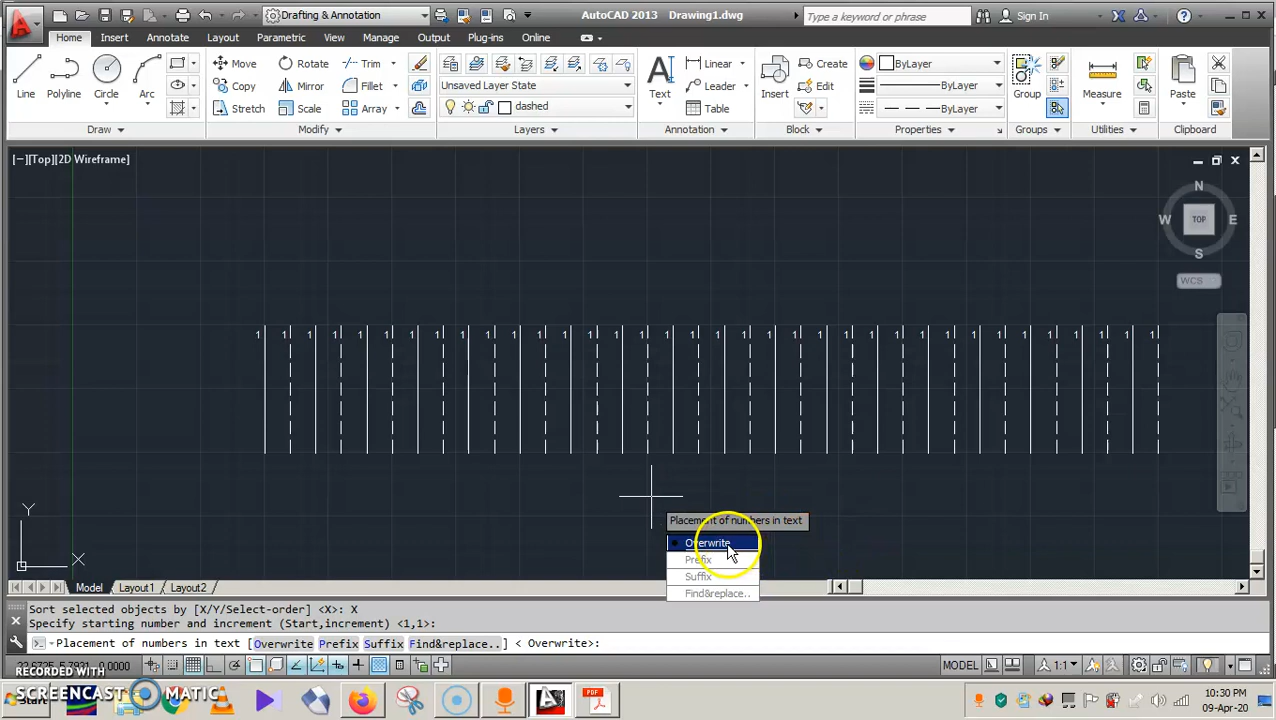 Drafting & Annotation
AutoCAD 2013 Drawing1.dwg
Type a keyword or phrase
Sign In
Home Insert Annotate Layout Parametric View Manage Output Plug-ins Online
Line
Polyline
Circle
Arc
Draw
Move
Rotate
Trim
Copy
Mirror
Fillet
Stretch
Scale
Array
Modify
Unsaved Layer State
dashed
Layers
A
Text
Linear
Leader
Table
Annotation
Insert
Create
Edit
Block
ByLayer
ByLayer
ByLayer
Properties
Group
Groups
Measure
Utilities
Paste
Clipboard
[−][Top][2D Wireframe]
N
W TOP E
S
WCS
1 1 1 1 1 1 1 1 1 1 1 1 1 1 1 1 1 1 1 1 1 1 1 1 1 1 1 1 1 1 1 1 1 1 1 1
Y
X
Placement of numbers in text
Overwrite
Prefix
Suffix
Find&replace..
Model Layout1 Layout2
Sort selected objects by [X/Y/Select-order] <X>: X
Specify starting number and increment (Start,increment) <1,1>:
Placement of numbers in text [Overwrite Prefix Suffix Find&replace..] < Overwrite>:
MODEL
1:1
RECORDED WITH
SCREENCAST MATIC
10:30 PM
09-Apr-20
PDF